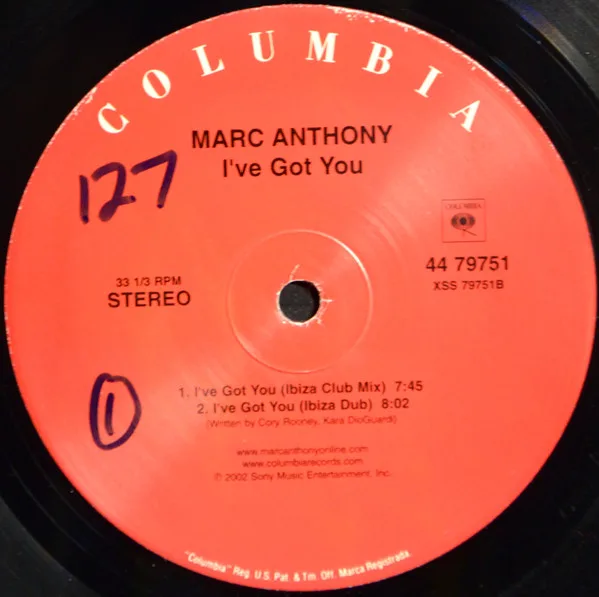 COLUMBIA
MARC ANTHONY
I've Got You
127
COLUMBIA
44 79751
XSS 79751B
33 1/3 RPM
STEREO
1. I've Got You (Ibiza Club Mix) 7:45
2. I've Got You (Ibiza Dub) 8:02
(Written by Cory Rooney, Kara DioGuardi)
1
www.marcanthonyonline.com
www.columbiarecords.com
© 2002 Sony Music Entertainment, Inc.
"Columbia" Reg. U.S. Pat. & Tm. Off. Marca Registrada.